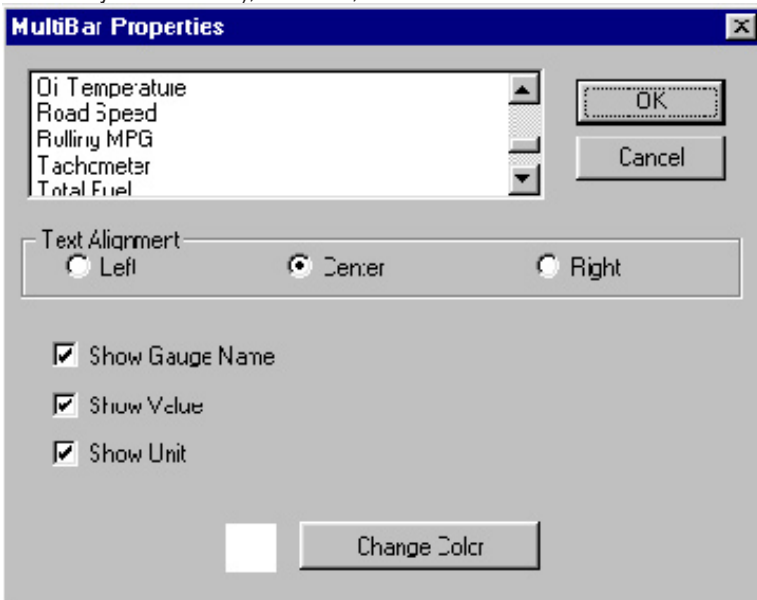 MultiBar Properties
Oil Temperature
Road Speed
Rolling MPG
Tachometer
Total Fuel
OK
Cancel
Text Alignment
Left
Center
Right
Show Gauge Name
Show Value
Show Unit
Change Color